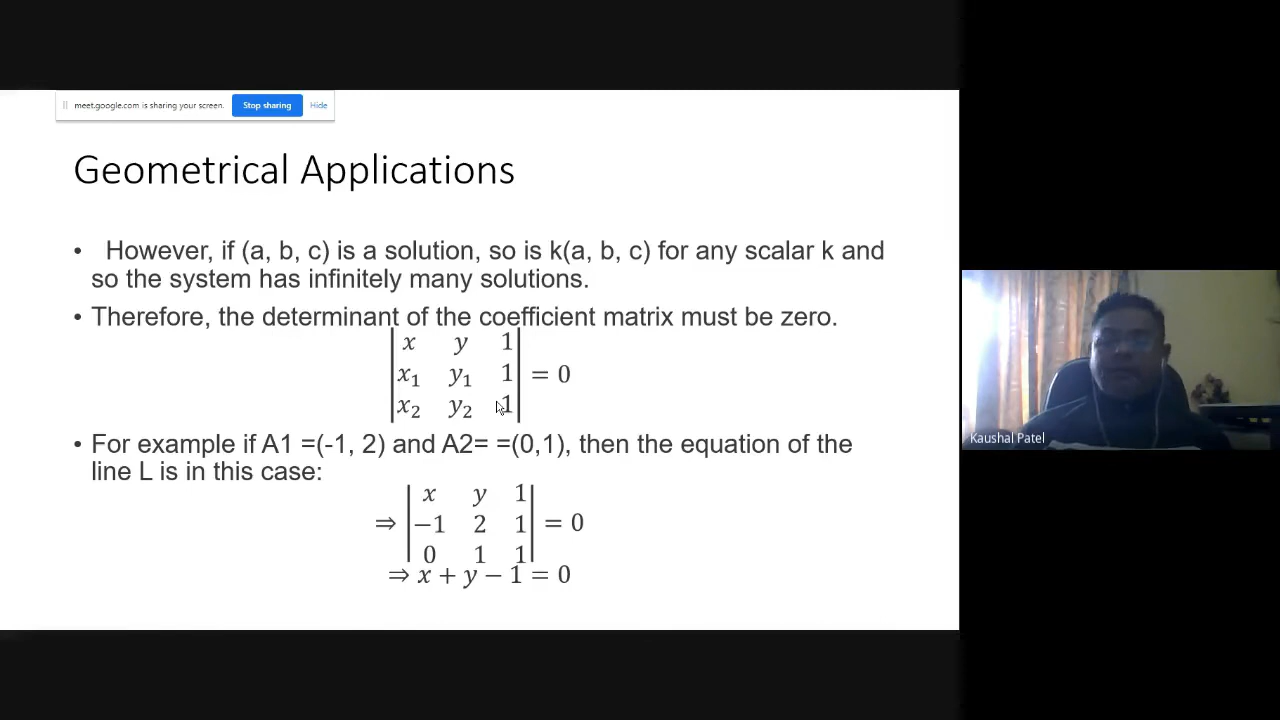 meet.google.com is sharing your screen. Stop sharing Hide
Geometrical Applications
• However, if (a, b, c) is a solution, so is k(a, b, c) for any scalar k and
so the system has infinitely many solutions.
• Therefore, the determinant of the coefficient matrix must be zero.
|x y 1|
|x₁ y₁ 1| = 0
|x₂ y₂ 1|
• For example if A1 =(-1, 2) and A2= =(0,1), then the equation of the
line L is in this case:
|x y 1|
⇒ |−1 2 1| = 0
|0 1 1|
⇒ x + y − 1 = 0
Kaushal Patel